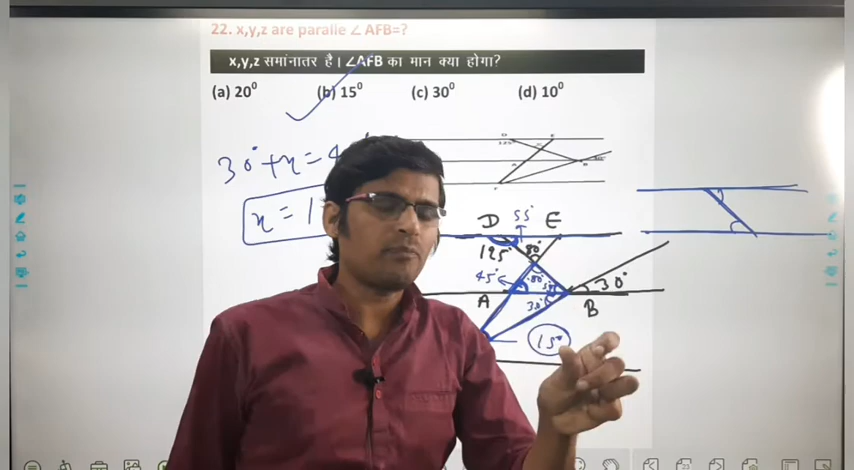 22. x,y,z are paralle ∠ AFB=?
x,y,z समांनातर है। ∠AFB का मान क्या होगा?
(a) 20⁰ (b) 15⁰ (c) 30⁰ (d) 10⁰
30° + x = 4
x = 1
D 55° E
125° 80°
45° 80°
30°
A 30° B
15°